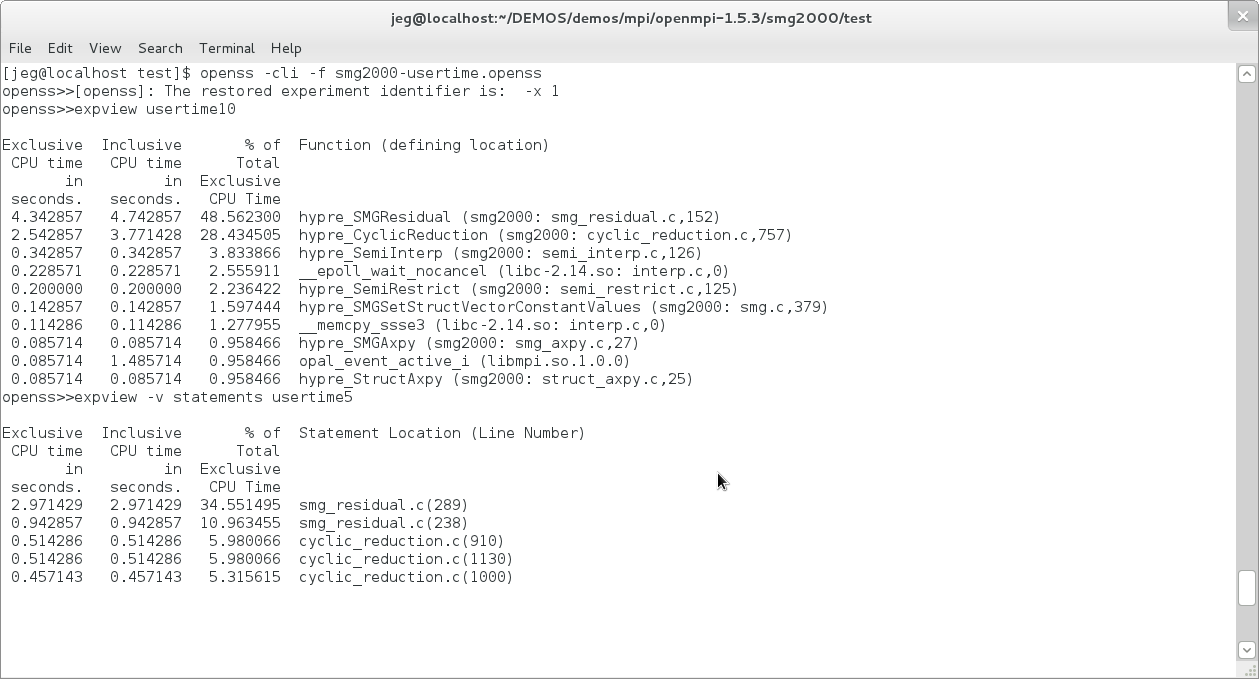 jeg@localhost:~/DEMOS/demos/mpi/openmpi-1.5.3/smg2000/test
File Edit View Search Terminal Help
[jeg@localhost test]$ openss -cli -f smg2000-usertime.openss
openss>>[openss]: The restored experiment identifier is:  -x 1
openss>>expview usertime10
Exclusive  Inclusive       % of  Function (defining location)
 CPU time   CPU time      Total
       in         in  Exclusive
 seconds.   seconds.   CPU Time
 4.342857   4.742857  48.562300  hypre_SMGResidual (smg2000: smg_residual.c,152)
 2.542857   3.771428  28.434505  hypre_CyclicReduction (smg2000: cyclic_reduction.c,757)
 0.342857   0.342857   3.833866  hypre_SemiInterp (smg2000: semi_interp.c,126)
 0.228571   0.228571   2.555911  __epoll_wait_nocancel (libc-2.14.so: interp.c,0)
 0.200000   0.200000   2.236422  hypre_SemiRestrict (smg2000: semi_restrict.c,125)
 0.142857   0.142857   1.597444  hypre_SMGSetStructVectorConstantValues (smg2000: smg.c,379)
 0.114286   0.114286   1.277955  __memcpy_ssse3 (libc-2.14.so: interp.c,0)
 0.085714   0.085714   0.958466  hypre_SMGAxpy (smg2000: smg_axpy.c,27)
 0.085714   1.485714   0.958466  opal_event_active_i (libmpi.so.1.0.0)
 0.085714   0.085714   0.958466  hypre_StructAxpy (smg2000: struct_axpy.c,25)
openss>>expview -v statements usertime5
Exclusive  Inclusive       % of  Statement Location (Line Number)
 CPU time   CPU time      Total
       in         in  Exclusive
 seconds.   seconds.   CPU Time
 2.971429   2.971429  34.551495  smg_residual.c(289)
 0.942857   0.942857  10.963455  smg_residual.c(238)
 0.514286   0.514286   5.980066  cyclic_reduction.c(910)
 0.514286   0.514286   5.980066  cyclic_reduction.c(1130)
 0.457143   0.457143   5.315615  cyclic_reduction.c(1000)